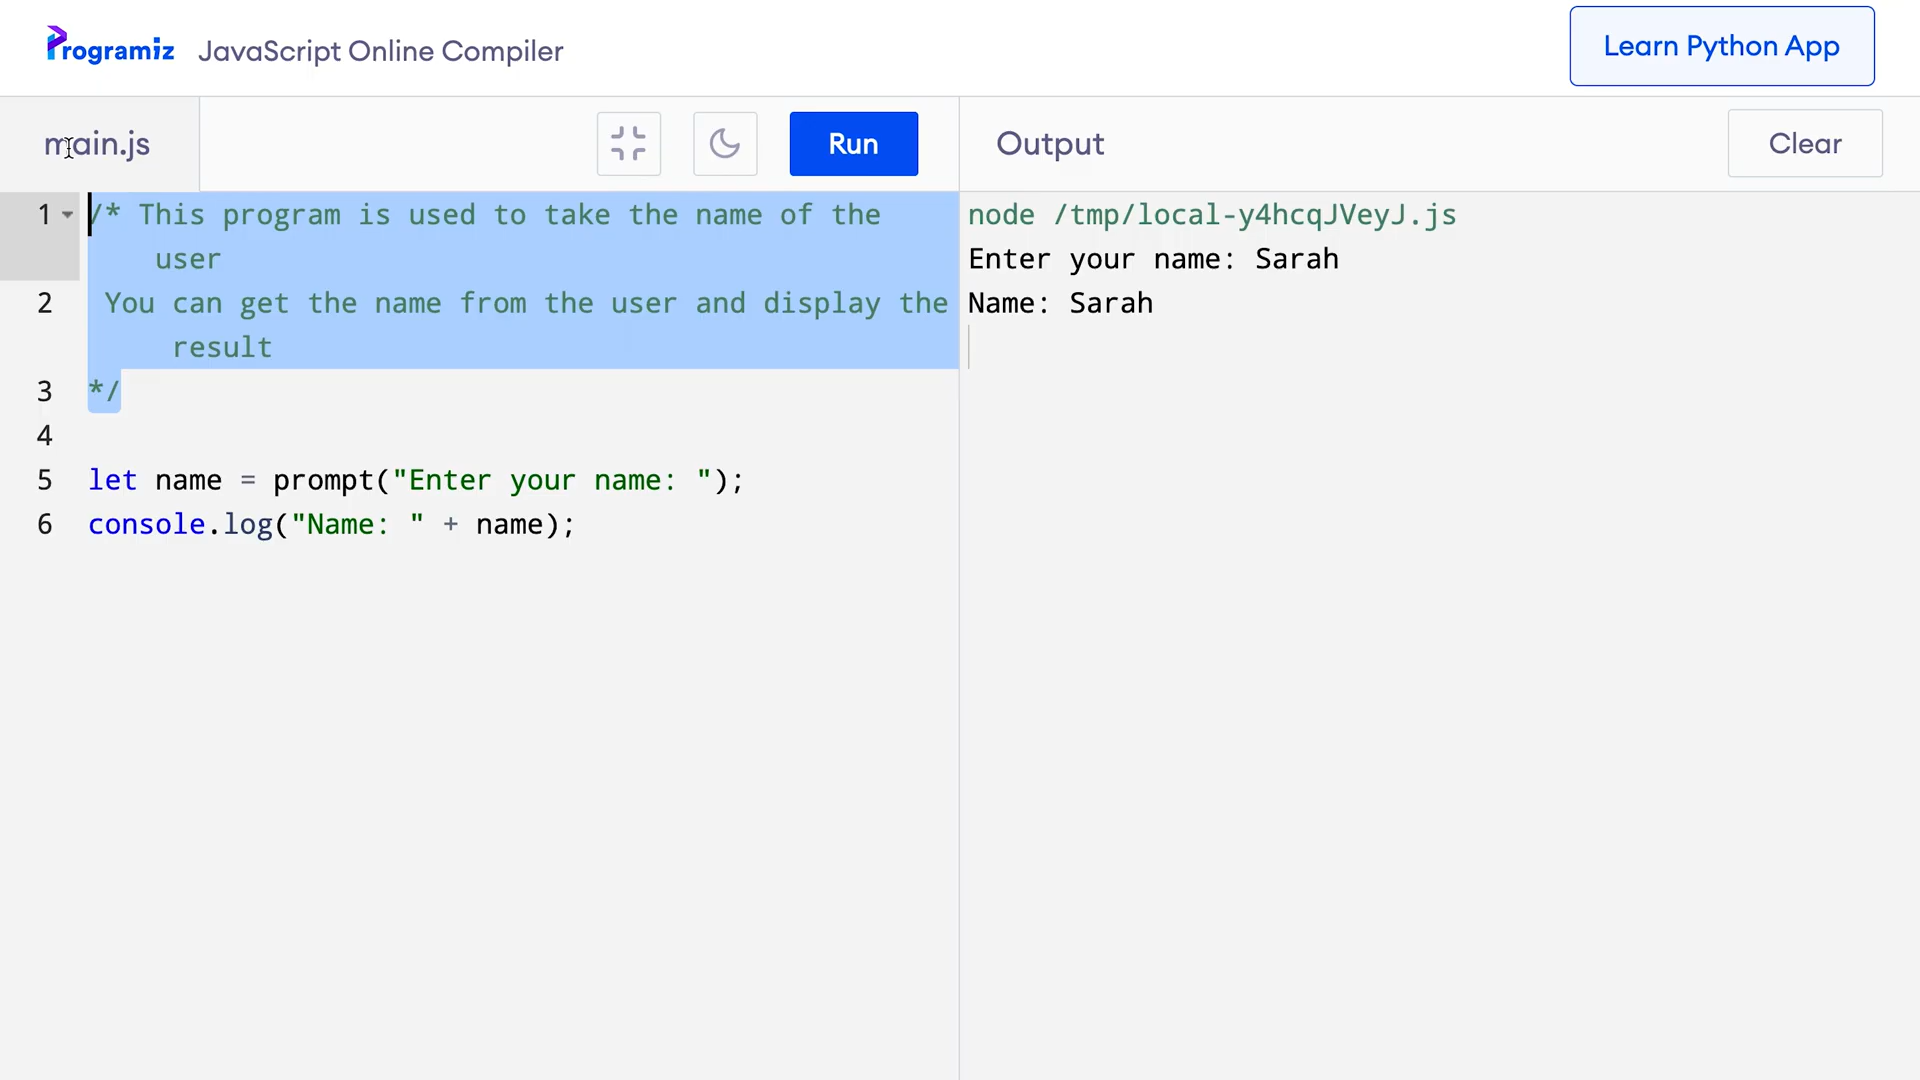 Programiz JavaScript Online Compiler
Learn Python App
main.js
Run
Output
Clear
1 /* This program is used to take the name of the
user
2 You can get the name from the user and display the
result
3 */
4
5 let name = prompt("Enter your name: ");
6 console.log("Name: " + name);
node /tmp/local-y4hcqJVeyJ.js
Enter your name: Sarah
Name: Sarah